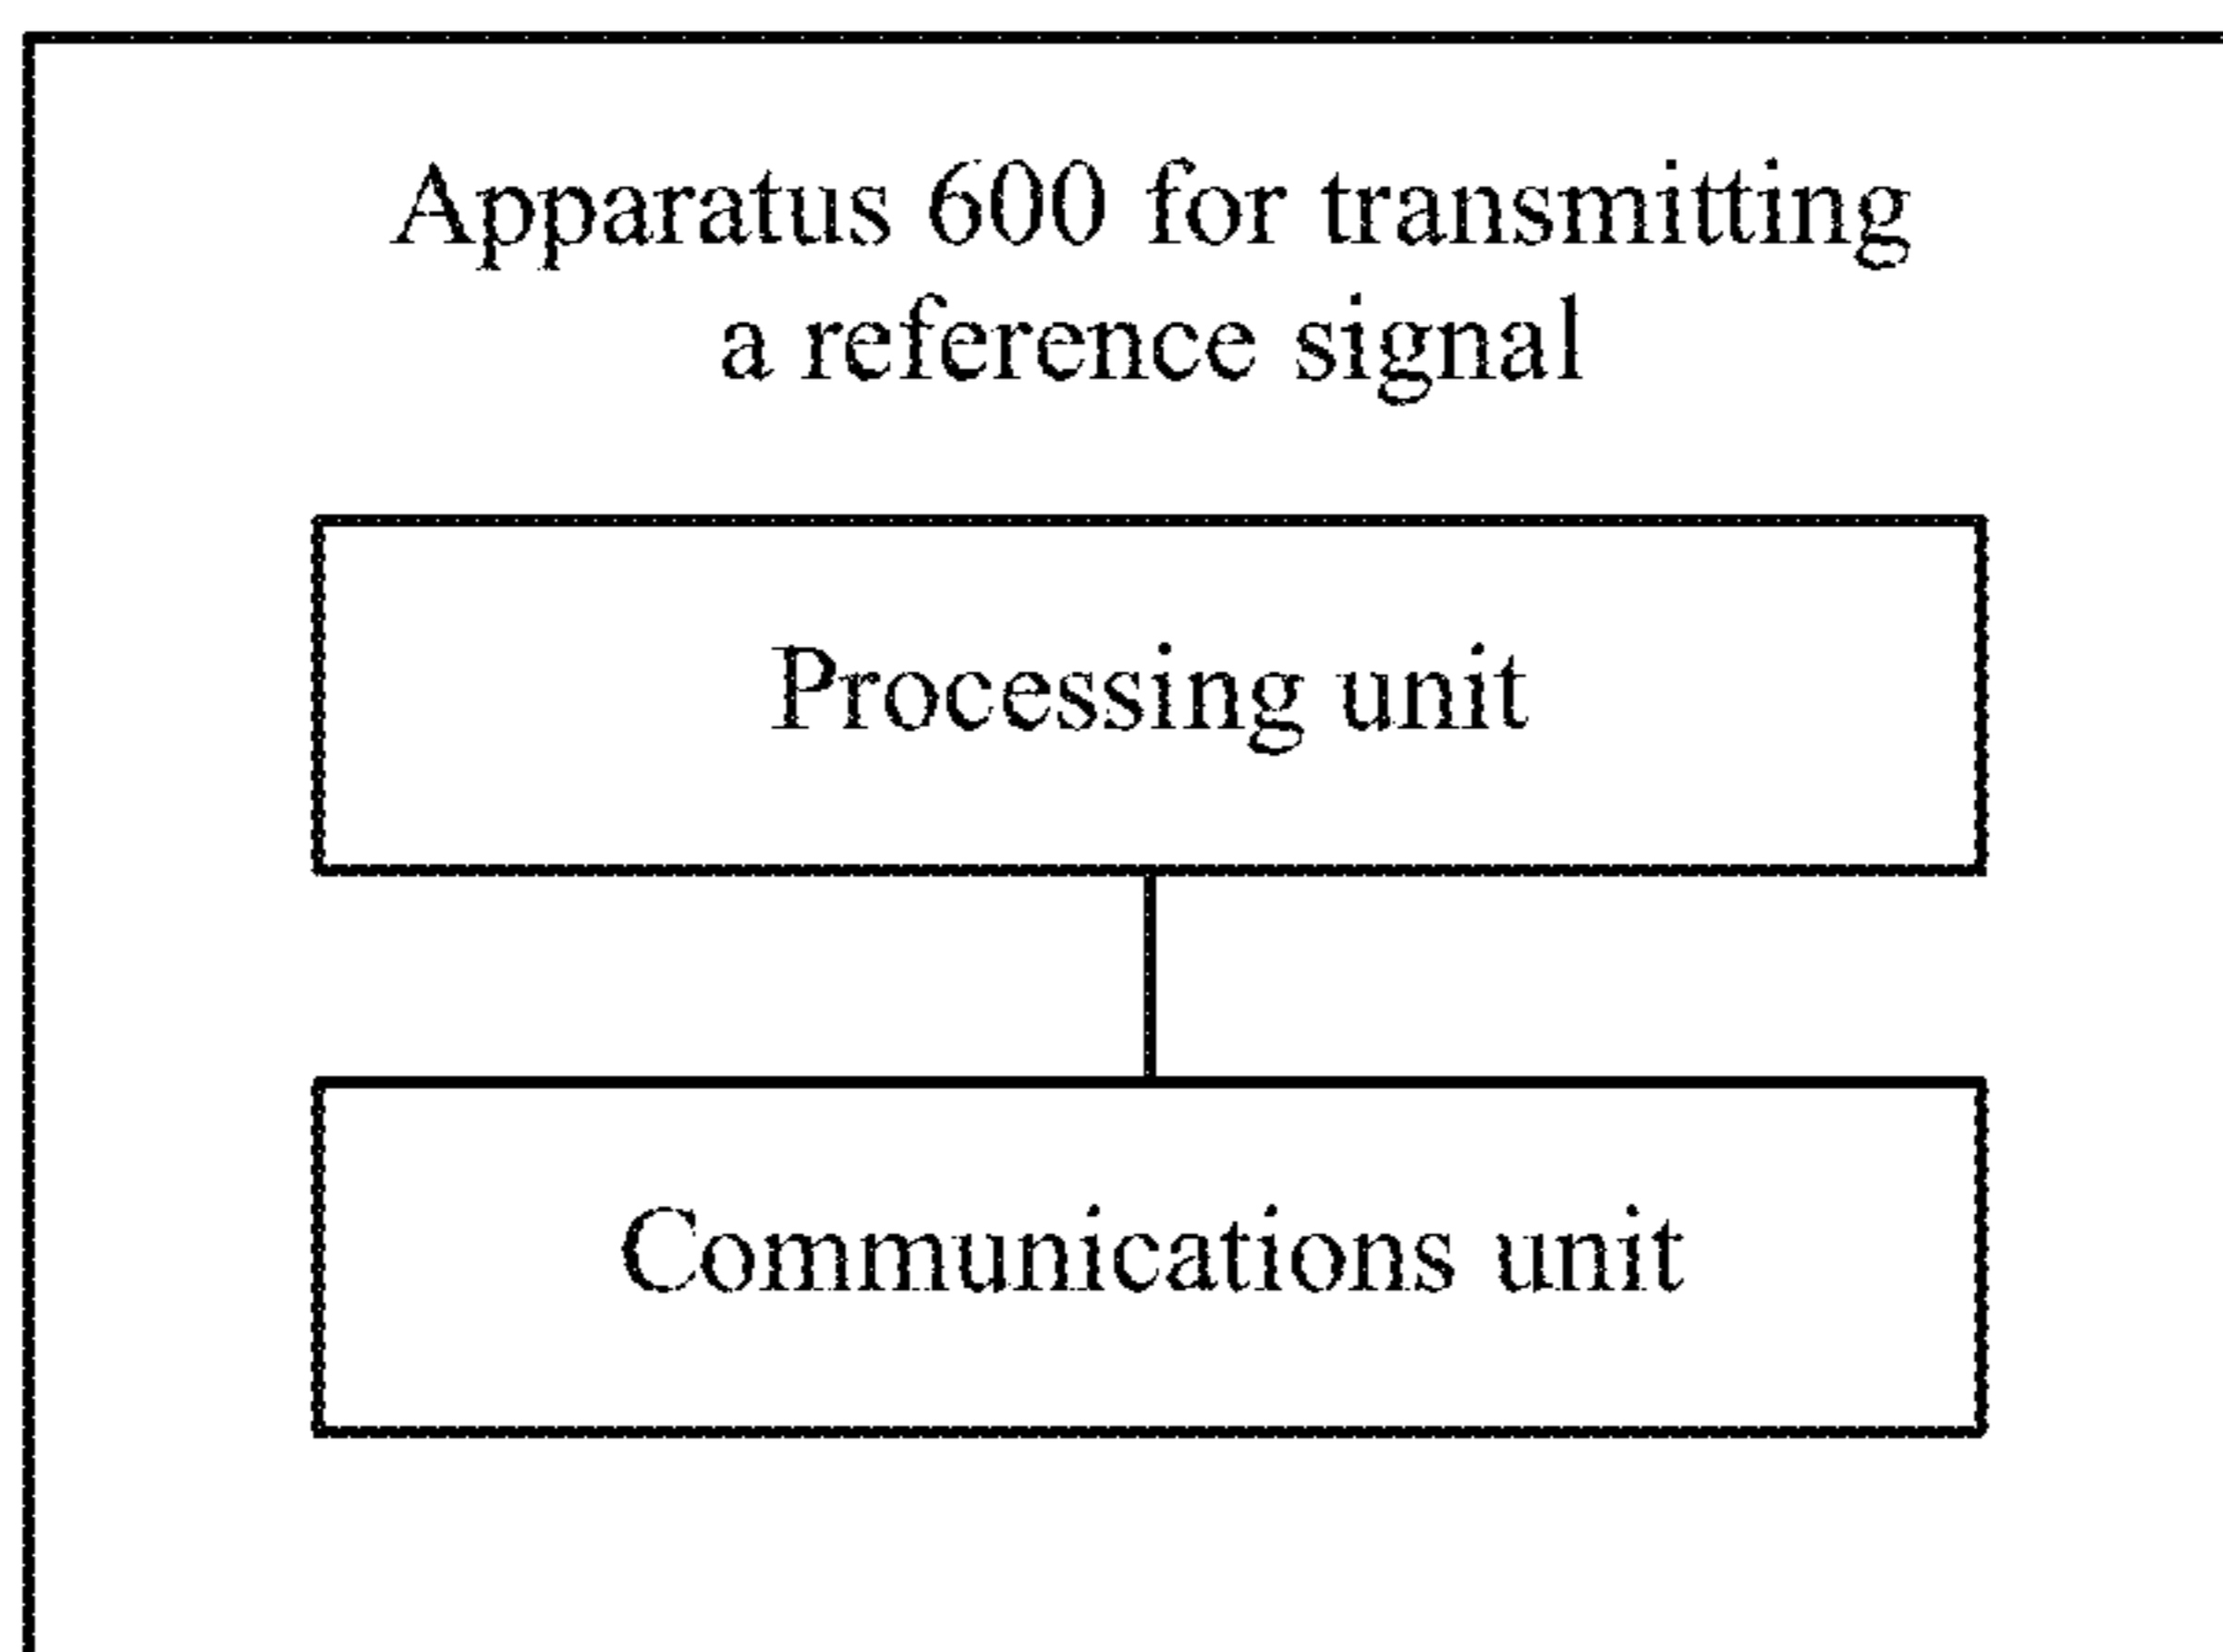 Apparatus 600 for transmitting
a reference signal
Processing unit
Communications unit